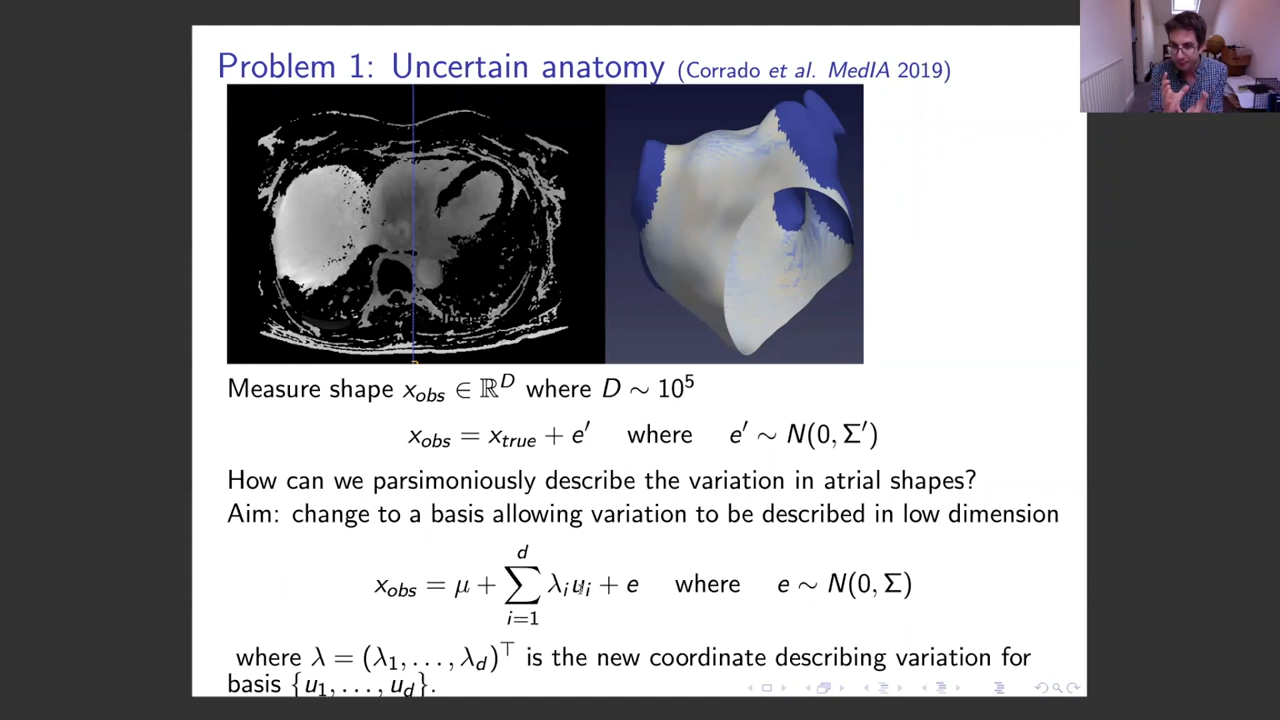 Problem 1: Uncertain anatomy (Corrado et al. MedIA 2019)
Measure shape x_obs ∈ ℝ^D where D ∼ 10^5
x_obs = x_true + e′ where e′ ∼ N(0, Σ′)
How can we parsimoniously describe the variation in atrial shapes?
Aim: change to a basis allowing variation to be described in low dimension
x_obs = μ + ∑_{i=1}^{d} λ_i u_i + e where e ∼ N(0, Σ)
where λ = (λ_1, . . . , λ_d)^⊤ is the new coordinate describing variation for
basis {u_1, . . . , u_d}.